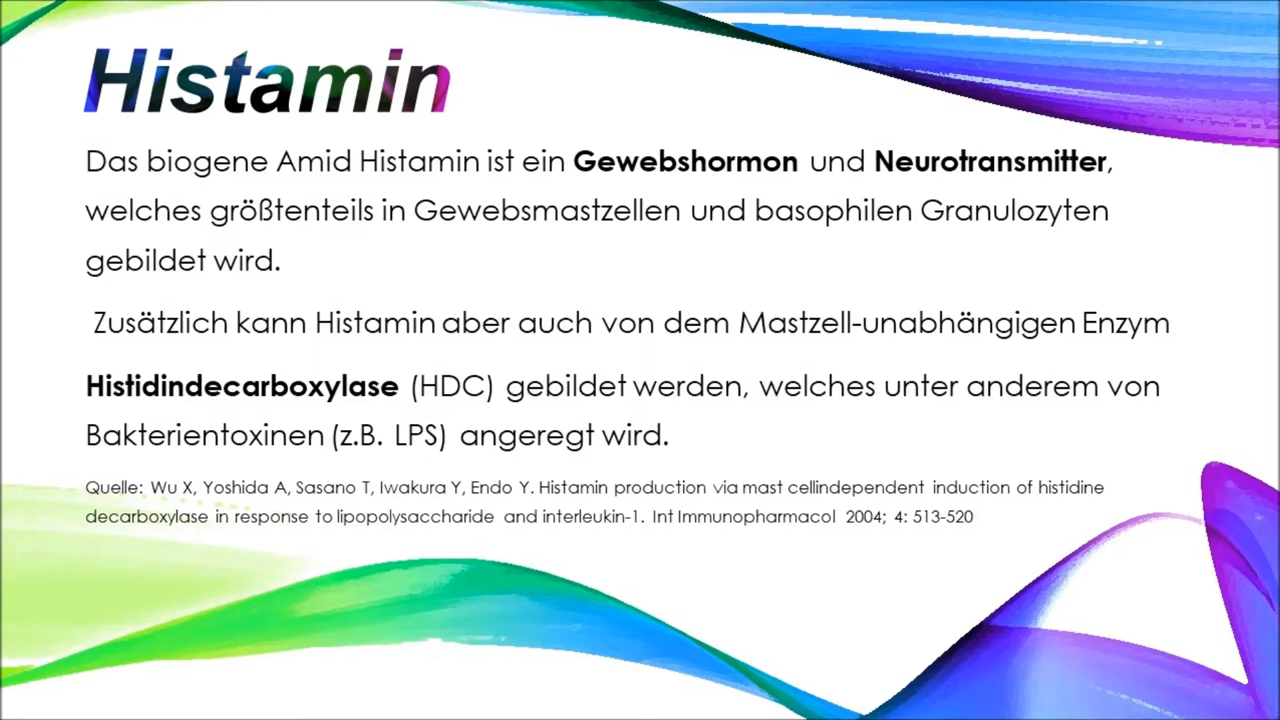 Histamin
Das biogene Amid Histamin ist ein Gewebshormon und Neurotransmitter,
welches größtenteils in Gewebsmastzellen und basophilen Granulozyten
gebildet wird.
Zusätzlich kann Histamin aber auch von dem Mastzell-unabhängigen Enzym
Histidindecarboxylase (HDC) gebildet werden, welches unter anderem von
Bakterientoxinen (z.B. LPS) angeregt wird.
Quelle: Wu X, Yoshida A, Sasano T, Iwakura Y, Endo Y. Histamin production via mast cellindependent induction of histidine
decarboxylase in response to lipopolysaccharide and interleukin-1. Int Immunopharmacol 2004; 4: 513-520